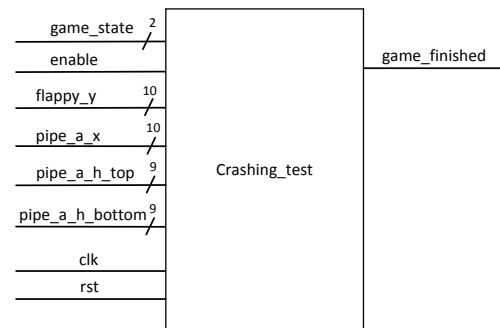 game_state 2
enable
flappy_y 10
pipe_a_x 10
pipe_a_h_top 9
pipe_a_h_bottom 9
clk
rst
Crashing_test
game_finished